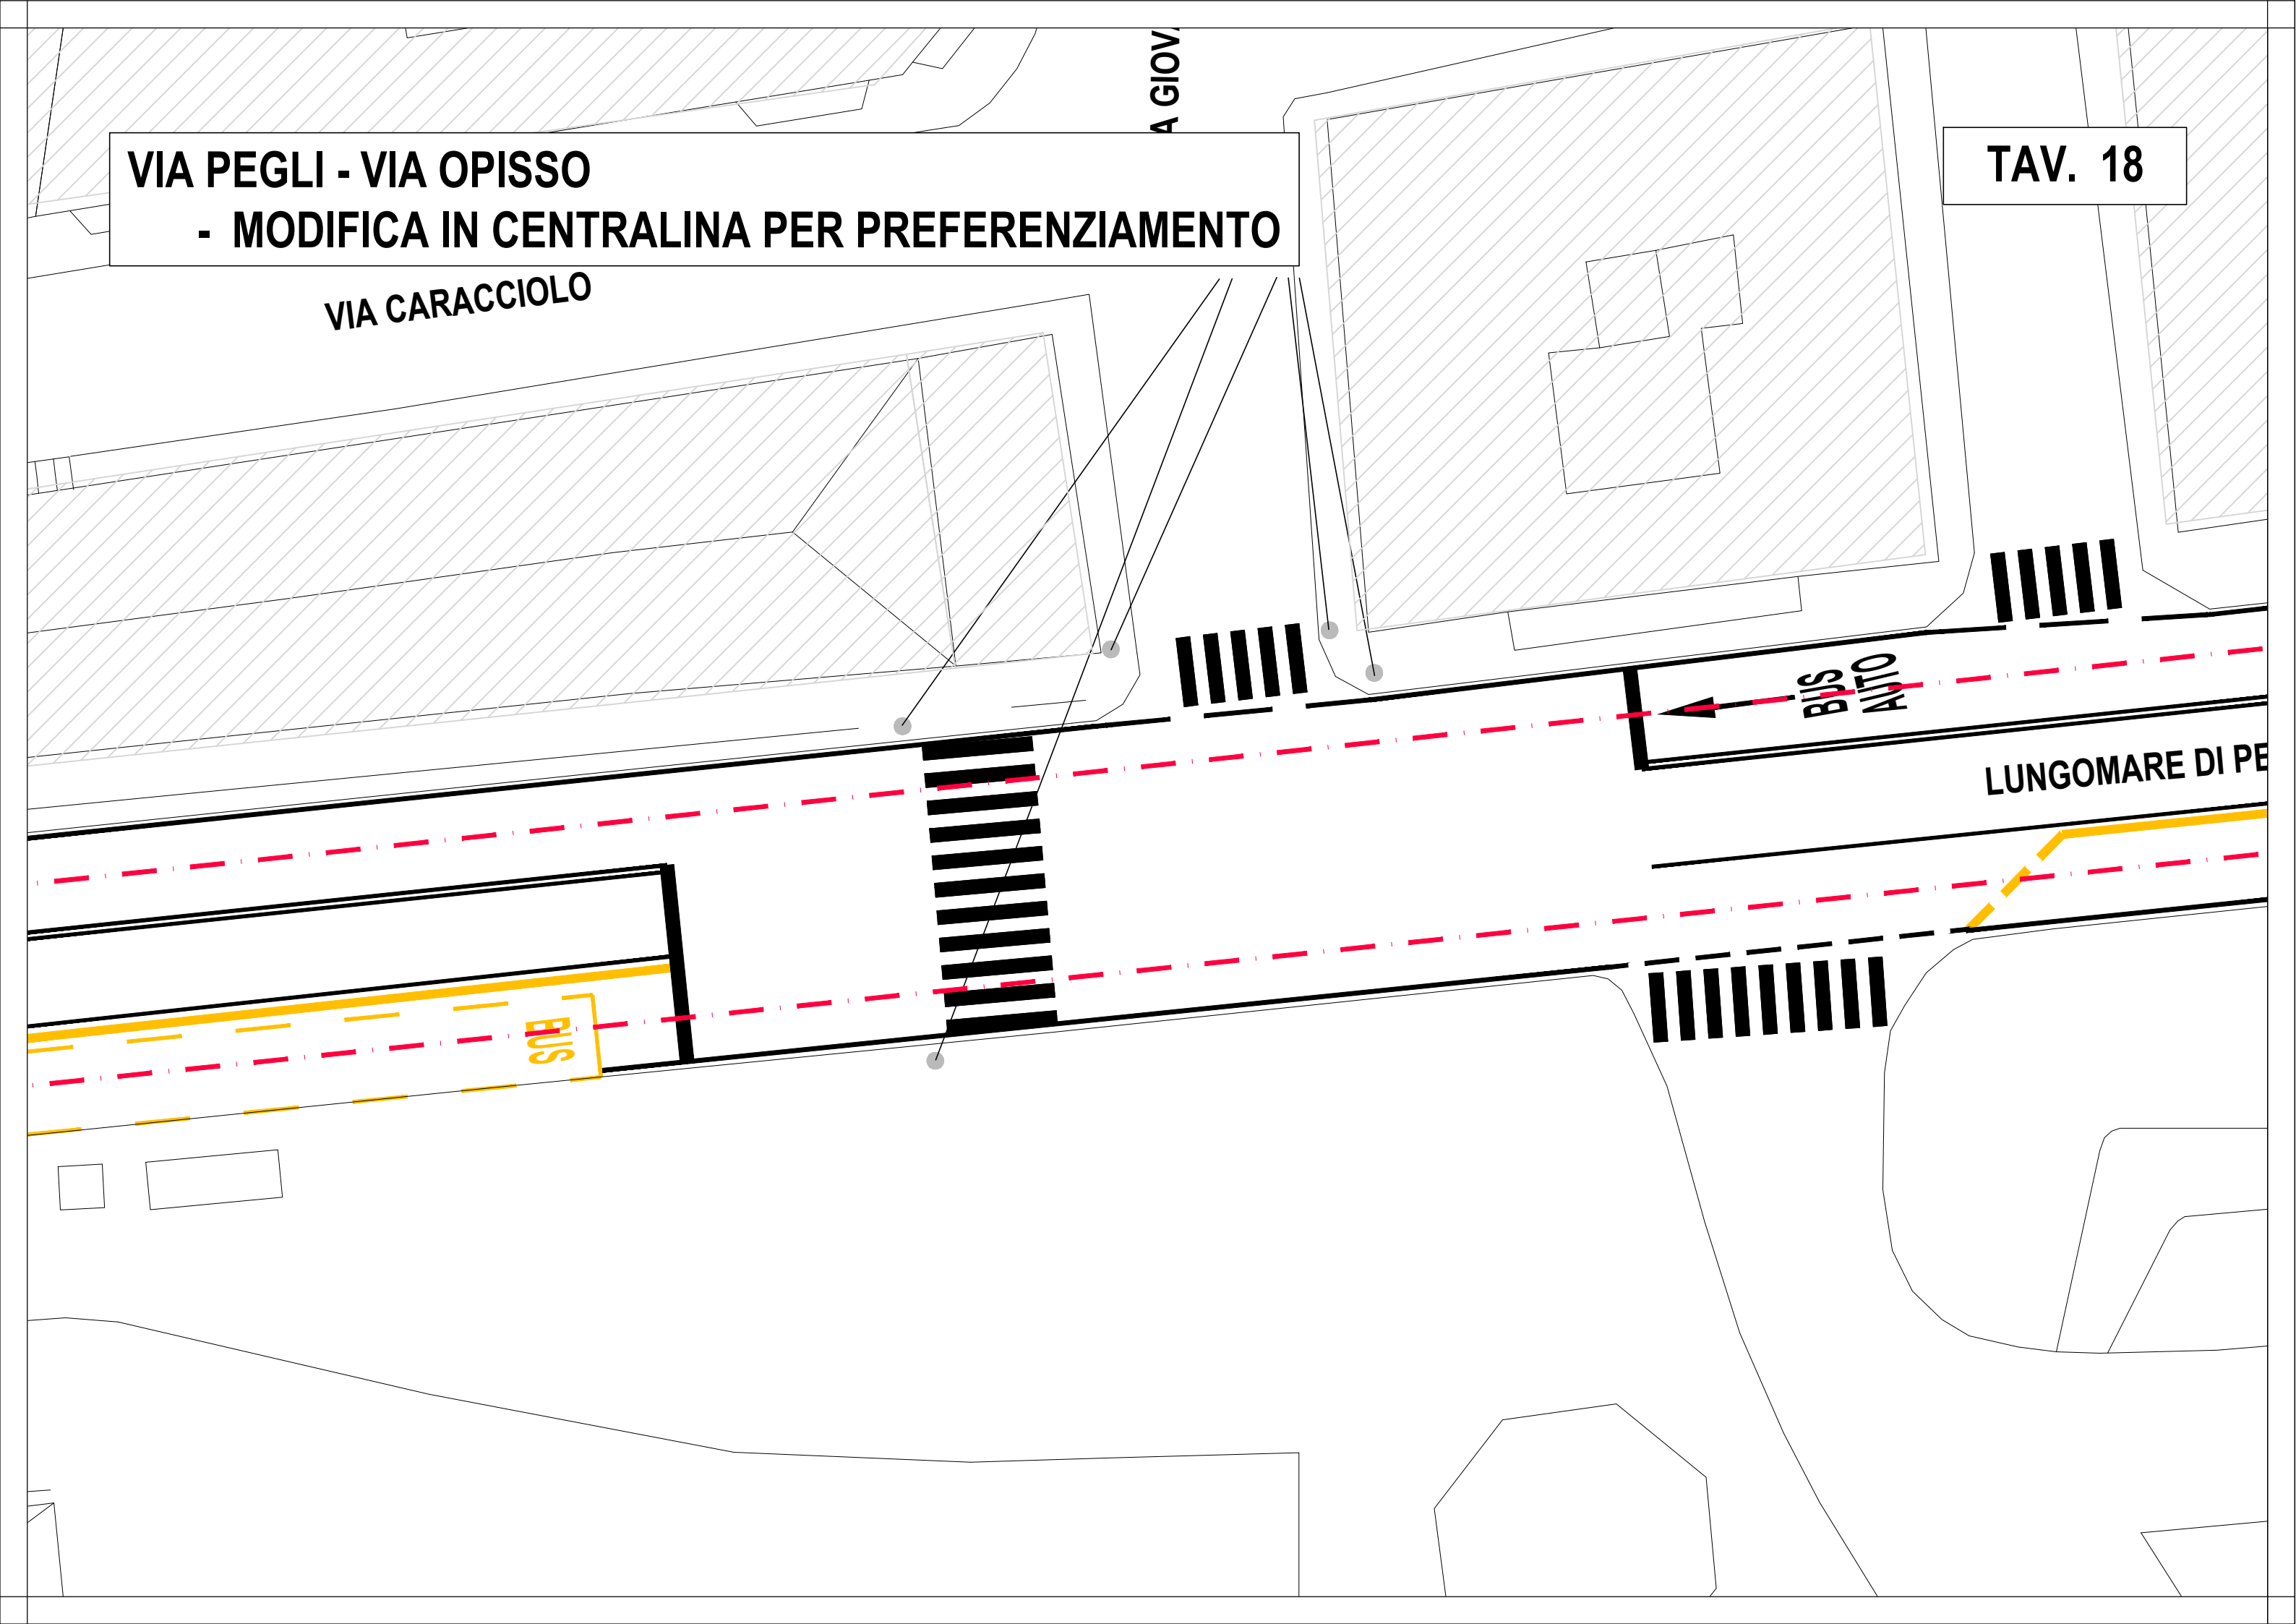 A GIOV
VIA PEGLI - VIA OPISSO
- MODIFICA IN CENTRALINA PER PREFERENZIAMENTO
TAV. 18
VIA CARACCIOLO
BUS
AUTO
LUNGOMARE DI PE
BUS